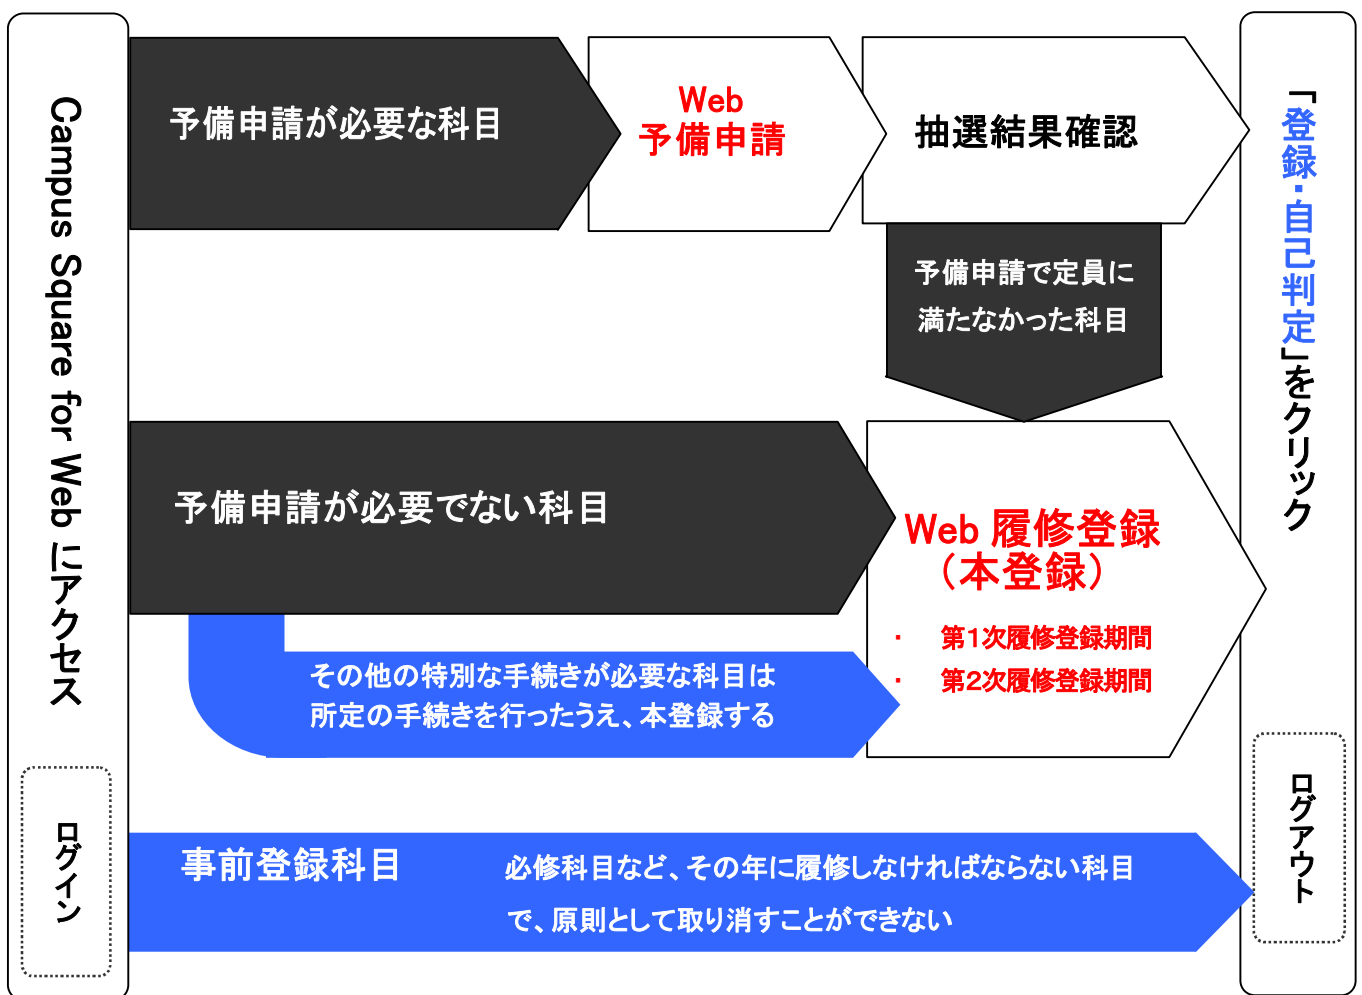 Campus Square for Web にアクセス
ログイン
予備申請が必要な科目
Web
予備申請
抽選結果確認
予備申請で定員に
満たなかった科目
予備申請が必要でない科目
Web 履修登録
（本登録）
・ 第１次履修登録期間
・ 第２次履修登録期間
その他の特別な手続きが必要な科目は
所定の手続きを行ったうえ、本登録する
事前登録科目
必修科目など、その年に履修しなければならない科目
で、原則として取り消すことができない
「登録・自己判定」をクリック
ログアウト